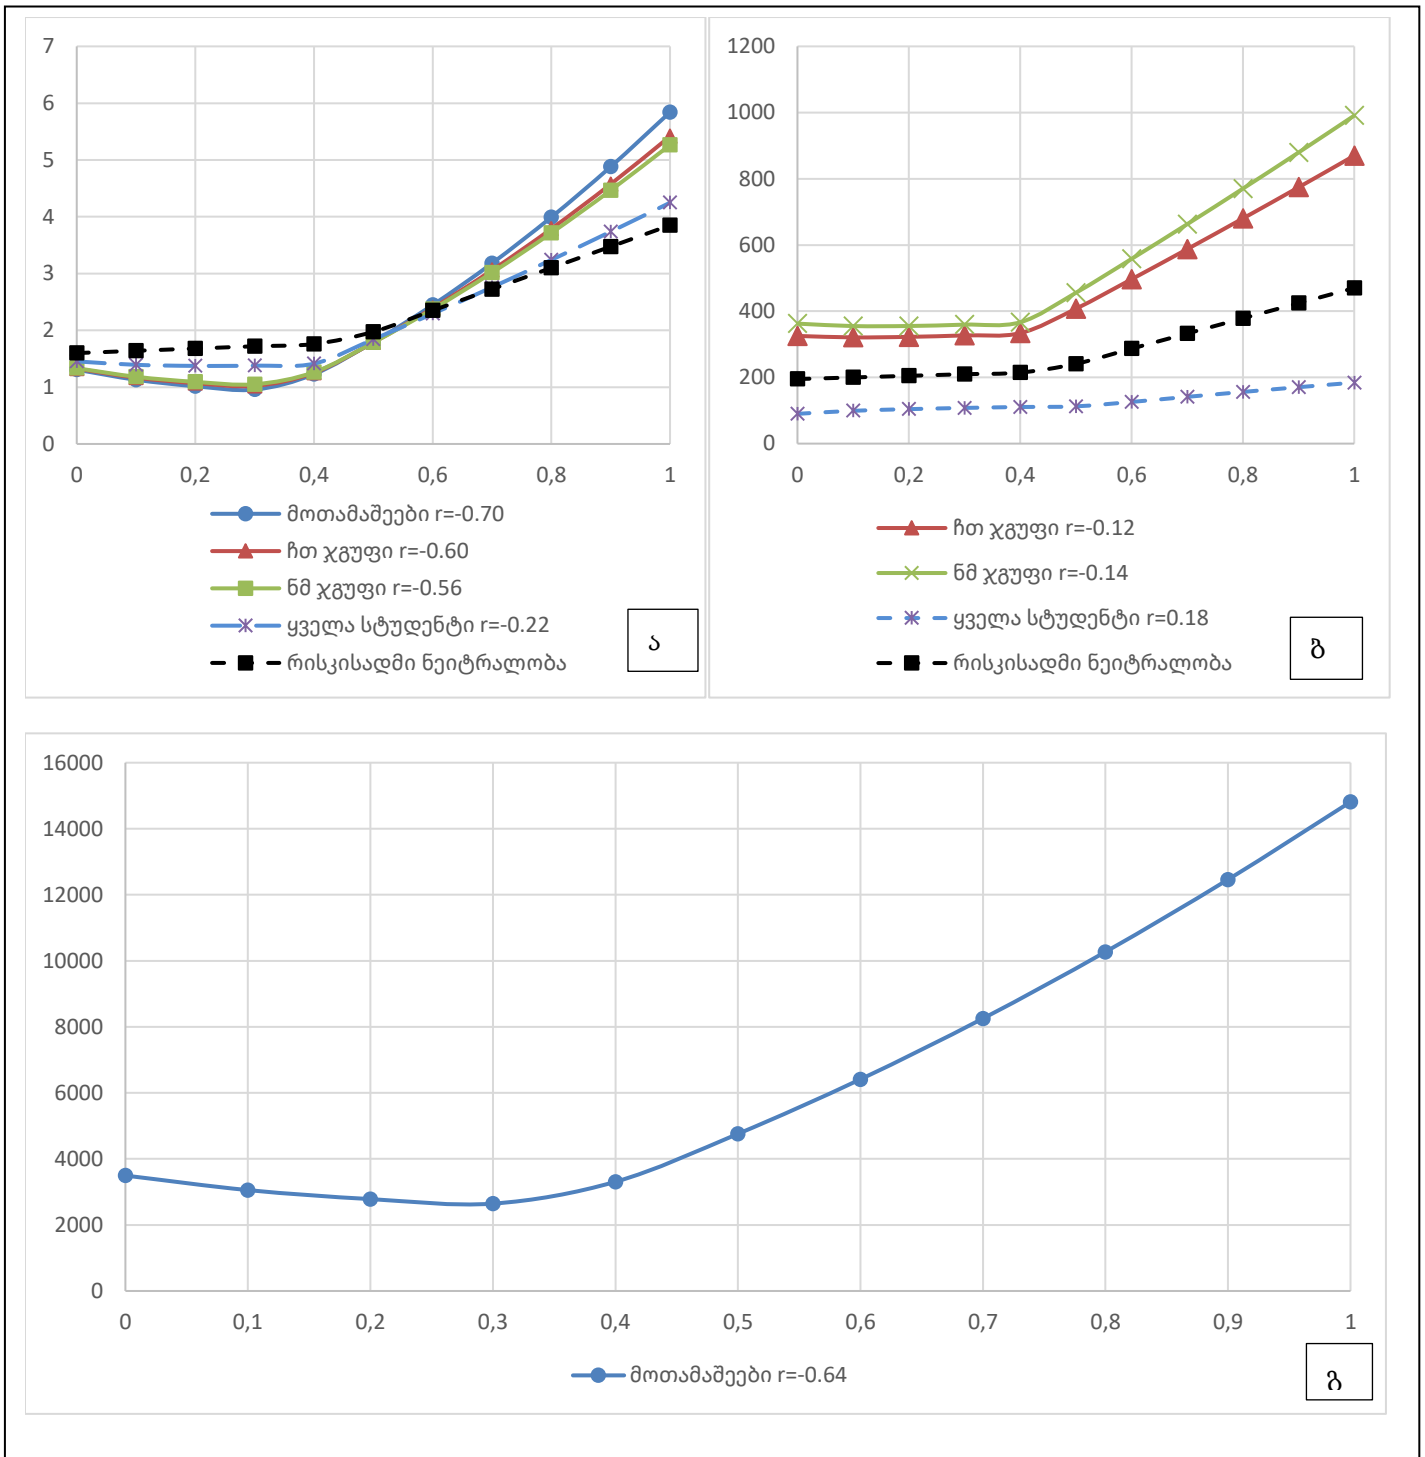 7
6
5
4
3
2
1
0
0 0,2 0,4 0,6 0,8 1
მოთამაშეები r=-0.70
ჩთ ჯგუფი r=-0.60
ნმ ჯგუფი r=-0.56
ყველა სტუდენტი r=-0.22
რისკისადმი ნეიტრალობა
ა
1200
1000
800
600
400
200
0
0 0,2 0,4 0,6 0,8 1
ჩთ ჯგუფი r=-0.12
ნმ ჯგუფი r=-0.14
ყველა სტუდენტი r=0.18
რისკისადმი ნეიტრალობა
ბ
16000
14000
12000
10000
8000
6000
4000
2000
0
0 0,1 0,2 0,3 0,4 0,5 0,6 0,7 0,8 0,9 1
მოთამაშეები r=-0.64
გ